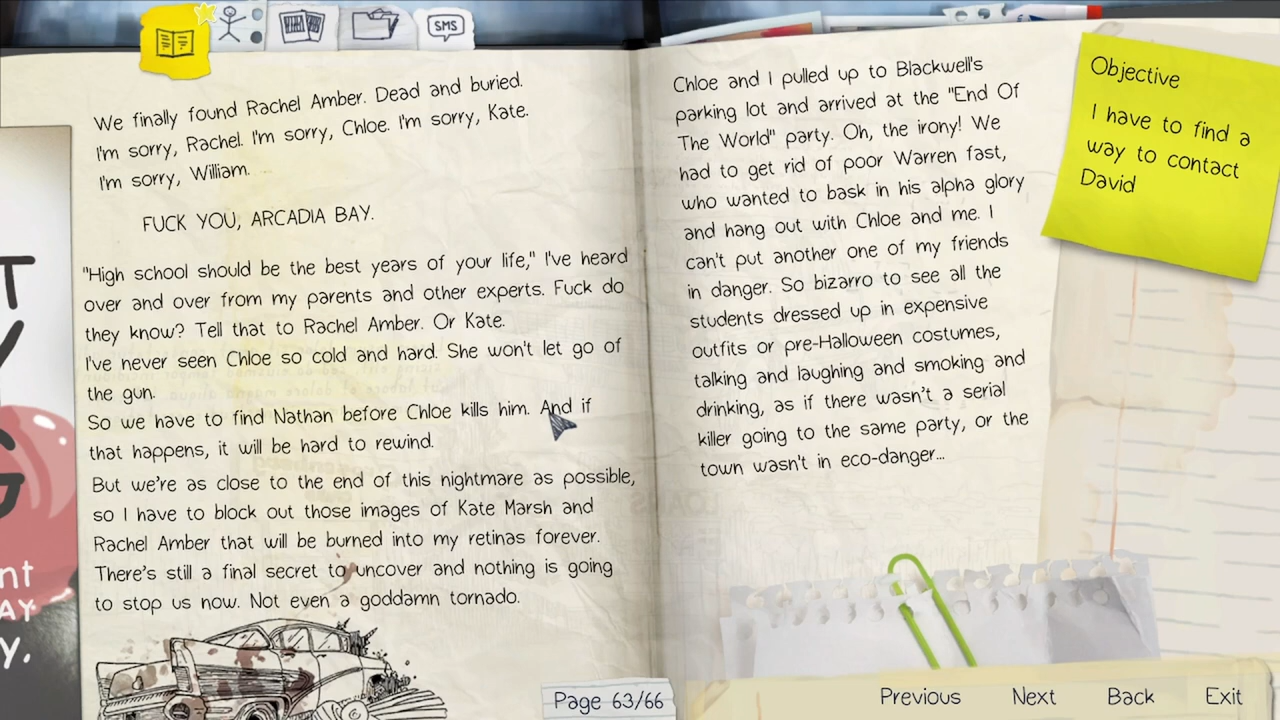 SMS
We finally found Rachel Amber. Dead and buried.
I'm sorry, Rachel. I'm sorry, Chloe. I'm sorry, Kate.
I'm sorry, William.
FUCK YOU, ARCADIA BAY.
"High school should be the best years of your life," I've heard
over and over from my parents and other experts. Fuck do
they know? Tell that to Rachel Amber. Or Kate.
I've never seen Chloe so cold and hard. She won't let go of
the gun.
So we have to find Nathan before Chloe kills him. And if
that happens, it will be hard to rewind.
But we're as close to the end of this nightmare as possible,
so I have to block out those images of Kate Marsh and
Rachel Amber that will be burned into my retinas forever.
There's still a final secret to uncover and nothing is going
to stop us now. Not even a goddamn tornado.
Chloe and I pulled up to Blackwell's
parking lot and arrived at the "End Of
The World" party. Oh, the irony! We
had to get rid of poor Warren fast,
who wanted to bask in his alpha glory
and hang out with Chloe and me. I
can't put another one of my friends
in danger. So bizarro to see all the
students dressed up in expensive
outfits or pre-Halloween costumes,
talking and laughing and smoking and
drinking, as if there wasn't a serial
killer going to the same party, or the
town wasn't in eco-danger...
Objective
I have to find a
way to contact
David
Page 63/66
Previous Next Back Exit